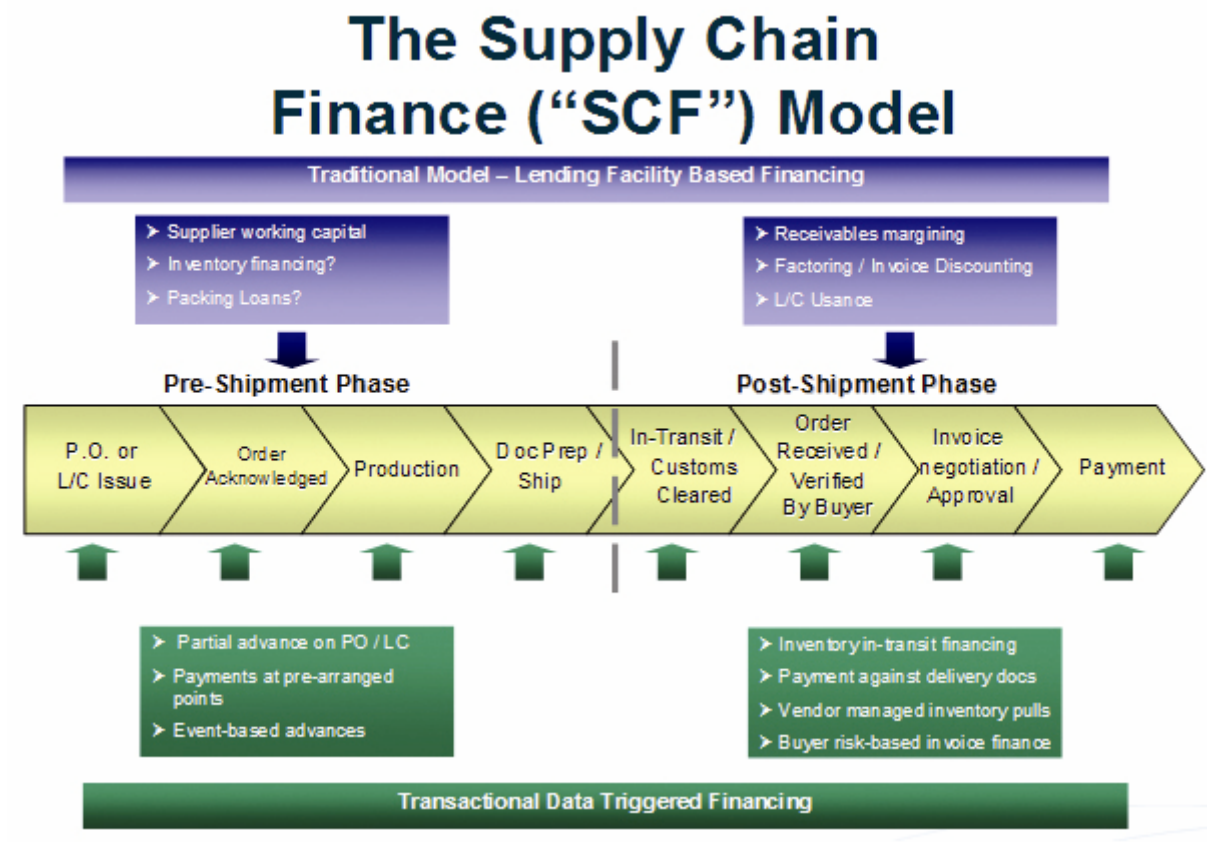 The Supply Chain
Finance (“SCF”) Model
Traditional Model – Lending Facility Based Financing
➢ Supplier working capital
➢ Inventory financing?
➢ Packing Loans?
➢ Receivables margining
➢ Factoring / Invoice Discounting
➢ L/C Usance
Pre-Shipment Phase
Post-Shipment Phase
P.O. or
L/C Issue
Order
Acknowledged
Production
Doc Prep /
Ship
In-Transit /
Customs
Cleared
Order
Received /
Verified
By Buyer
Invoice
negotiation /
Approval
Payment
➢ Partial advance on PO / LC
➢ Payments at pre-arranged
points
➢ Event-based advances
➢ Inventory in-transit financing
➢ Payment against delivery docs
➢ Vendor managed inventory pulls
➢ Buyer risk-based invoice finance
Transactional Data Triggered Financing